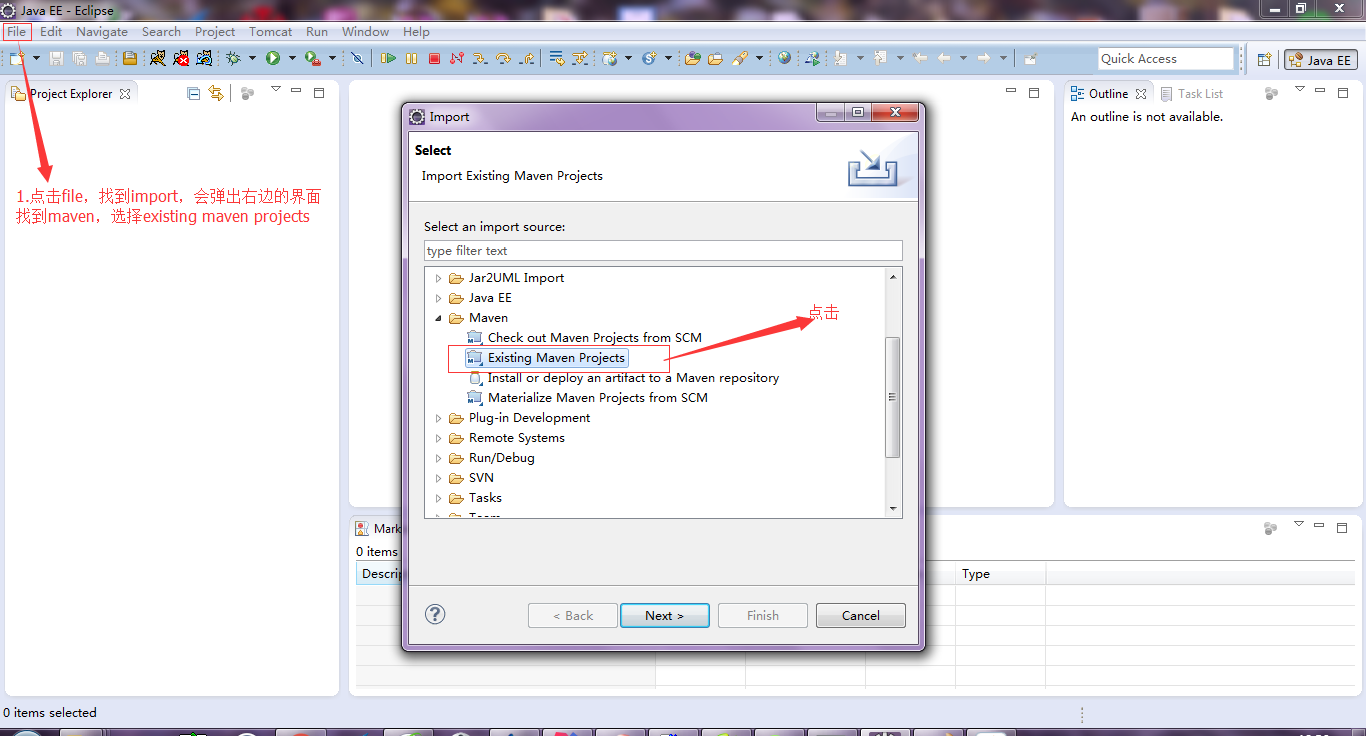 Java EE - Eclipse
File Edit Navigate Search Project Tomcat Run Window Help
Quick Access
Java EE
Project Explorer
Outline
Task List
An outline is not available.
1.点击file，找到import，会弹出右边的界面
找到maven，选择existing maven projects
Import
Select
Import Existing Maven Projects
Select an import source:
type filter text
Jar2UML Import
Java EE
Maven
点击
Check out Maven Projects from SCM
Existing Maven Projects
Install or deploy an artifact to a Maven repository
Materialize Maven Projects from SCM
Plug-in Development
Remote Systems
Run/Debug
SVN
Tasks
Team
< Back
Next >
Finish
Cancel
Mark
0 items
Descrip
Type
0 items selected